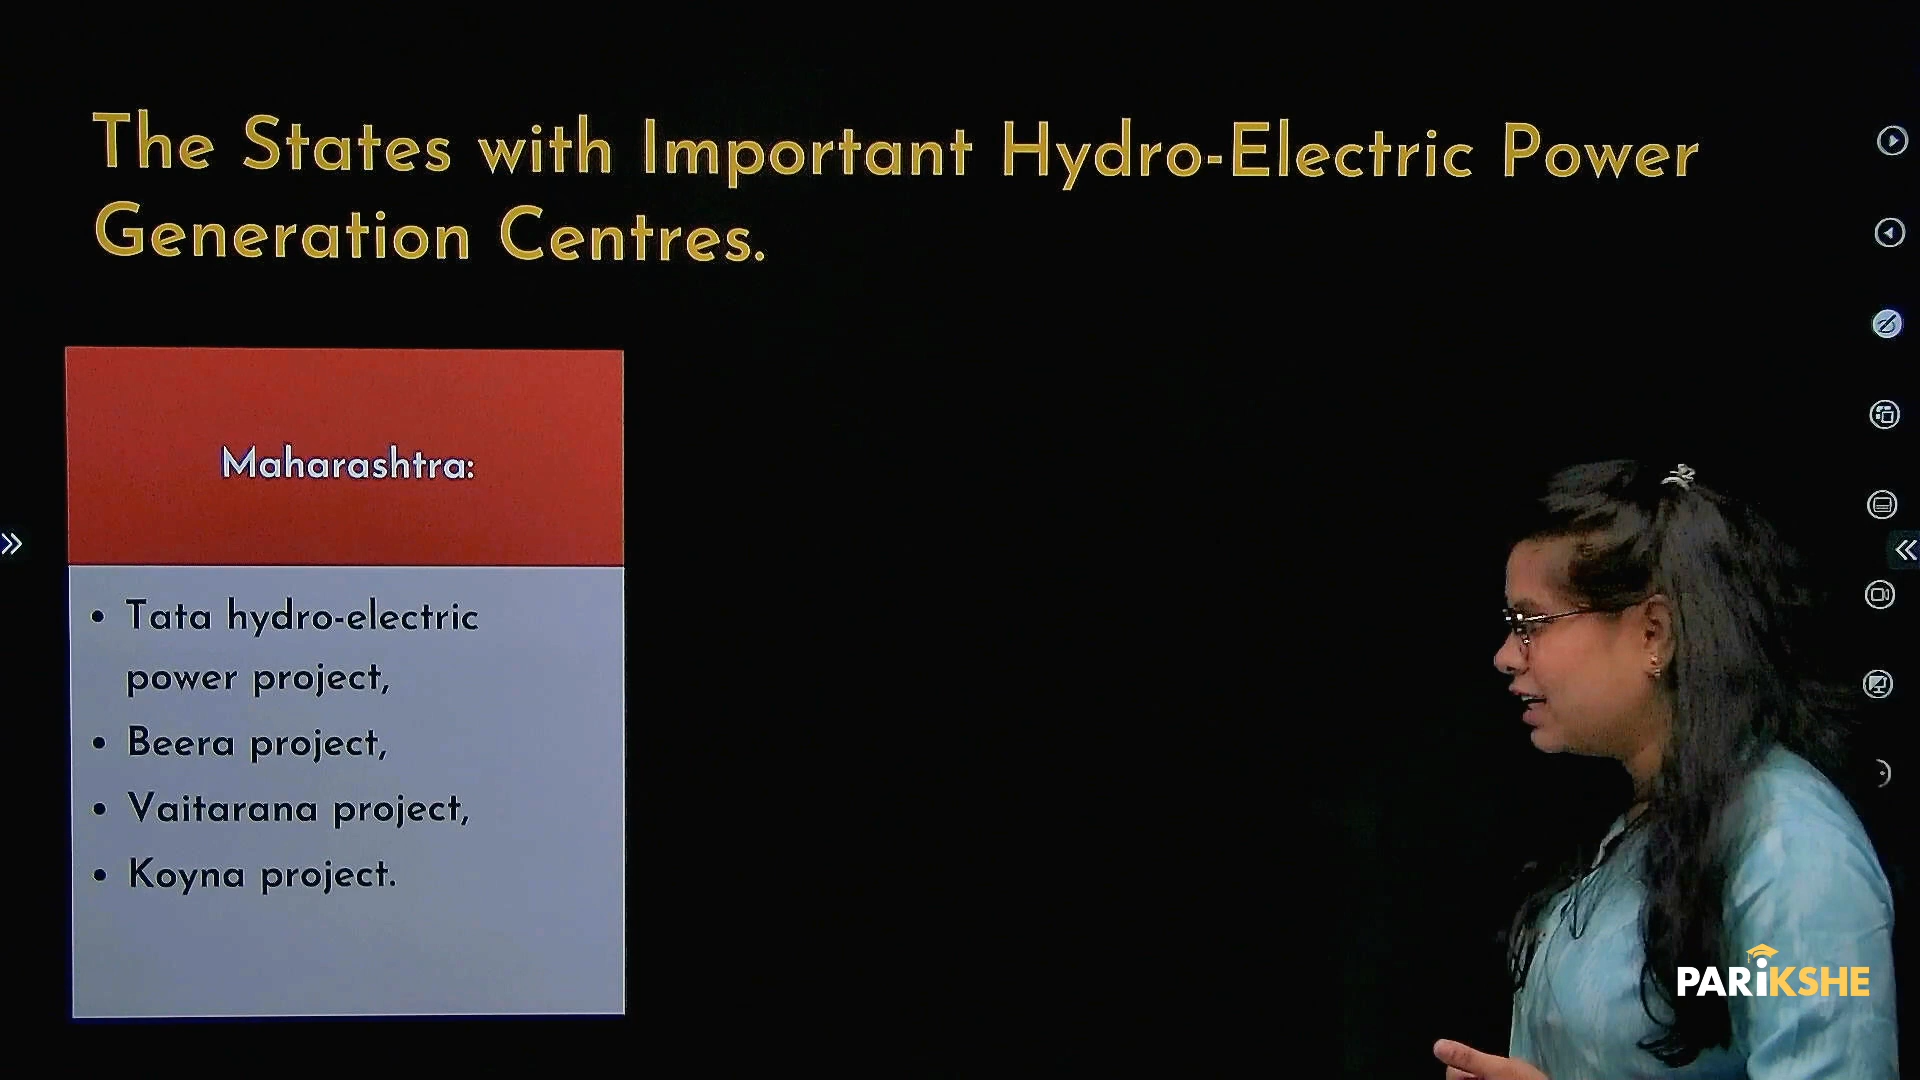 The States with Important Hydro-Electric Power
Generation Centres.
Maharashtra:
• Tata hydro-electric
power project,
• Beera project,
• Vaitarana project,
• Koyna project.
PARiKSHE